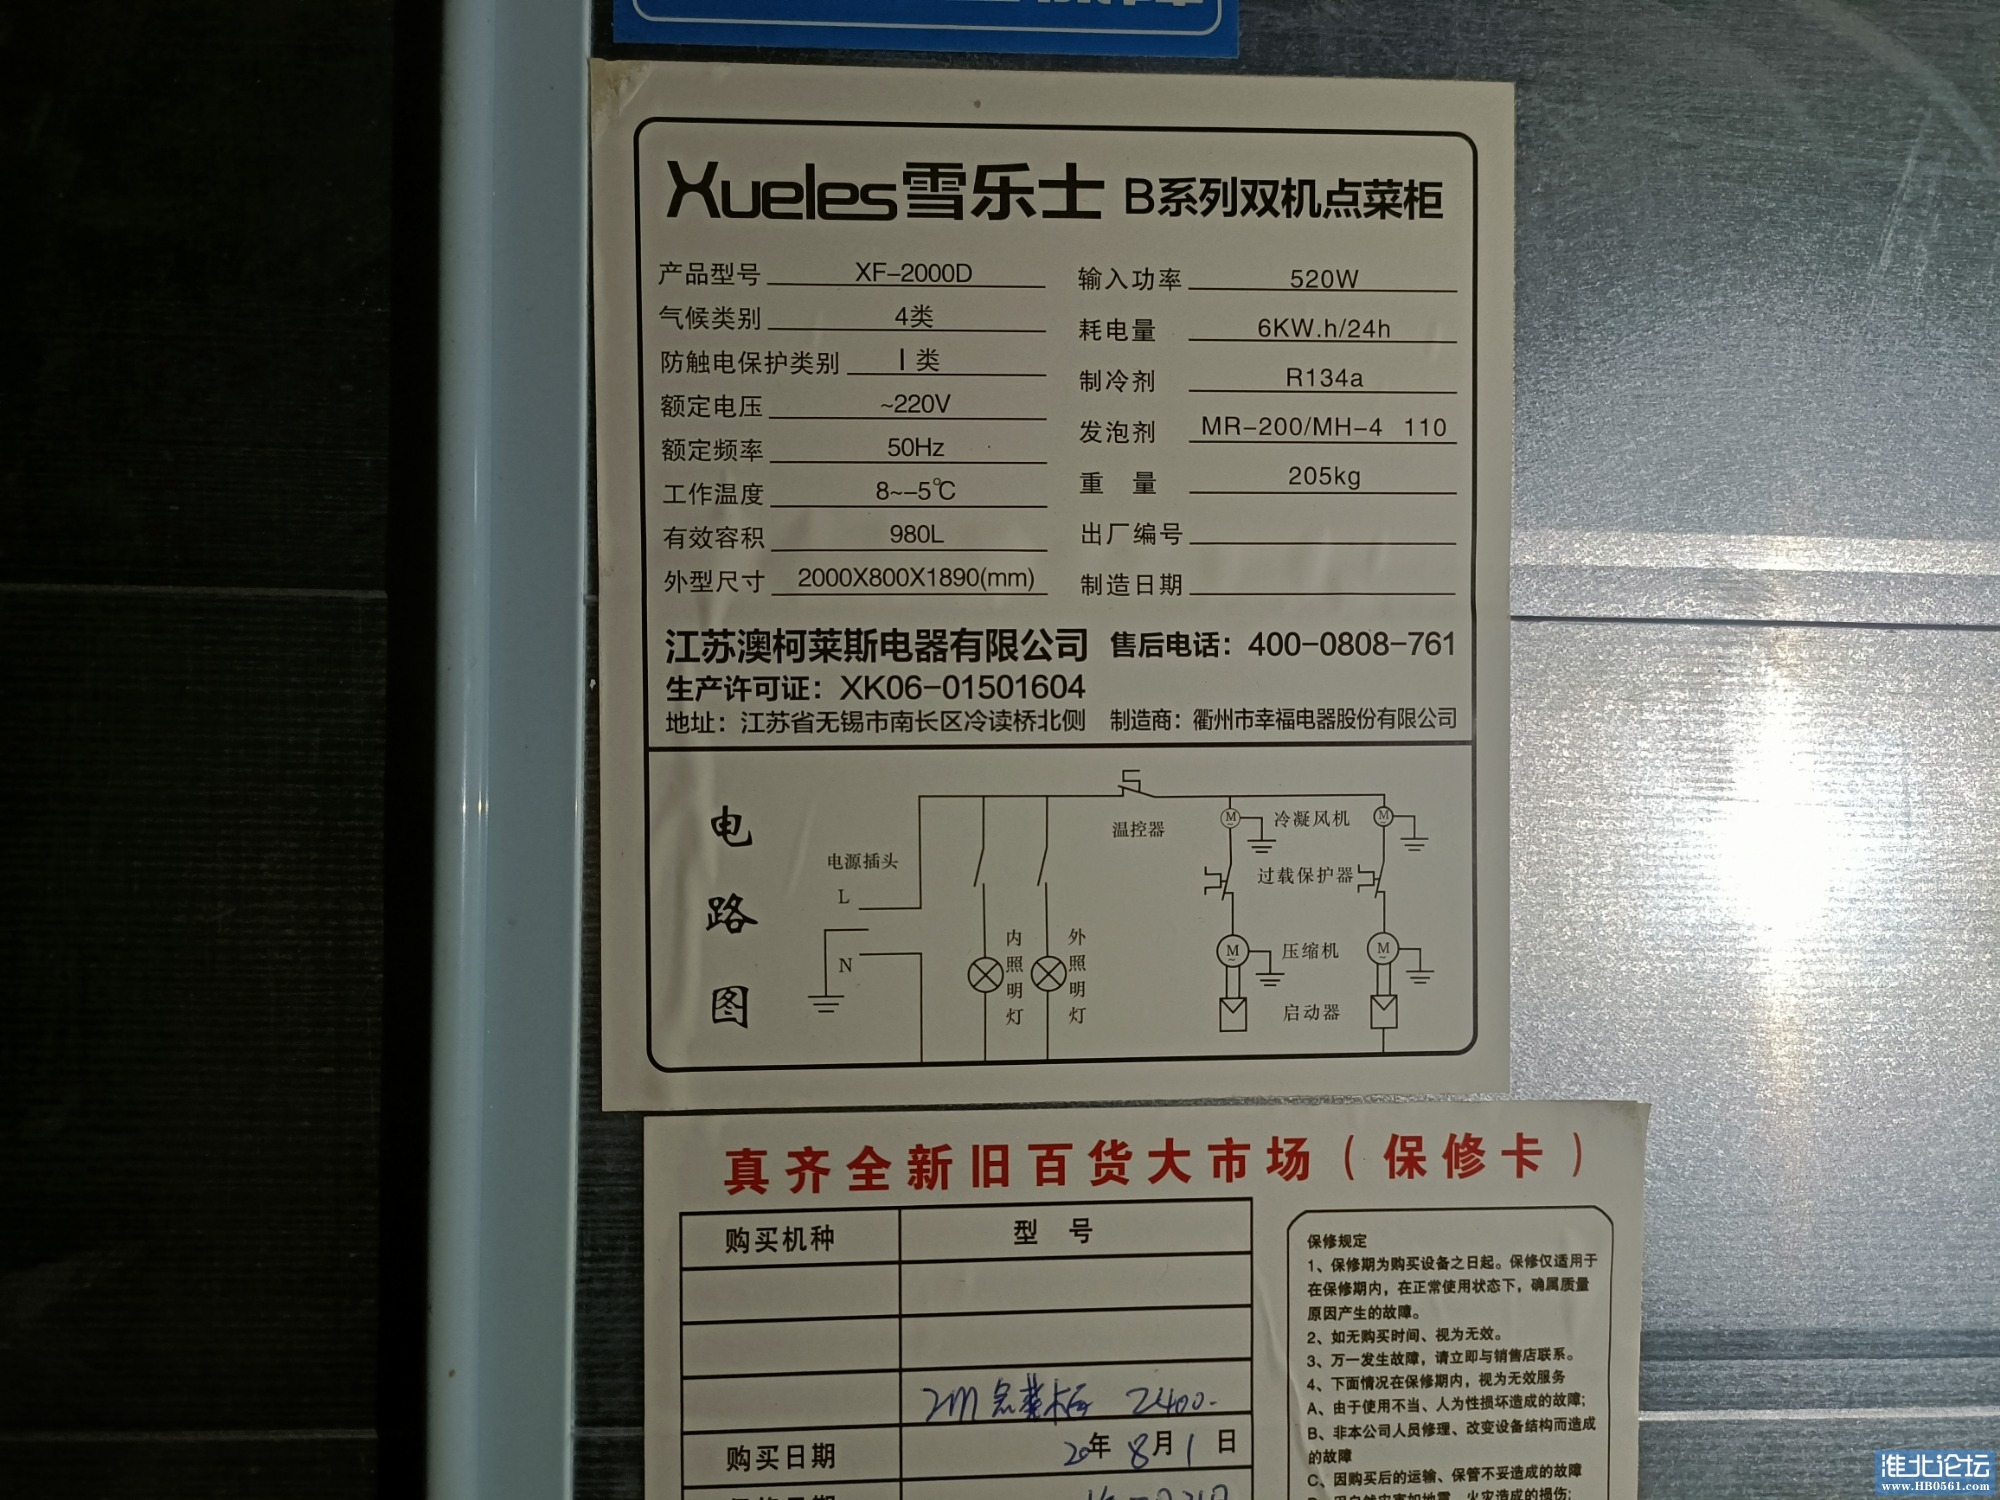 Xueles雪乐士 B系列双机点菜柜
产品型号 XF-2000D
气候类别 4类
防触电保护类别 I 类
额定电压 ~220V
额定频率 50Hz
工作温度 8~-5℃
有效容积 980L
外型尺寸 2000X800X1890(mm)
输入功率 520W
耗电量 6KW.h/24h
制冷剂 R134a
发泡剂 MR-200/MH-4 110
重 量 205kg
出厂编号
制造日期
江苏澳柯莱斯电器有限公司 售后电话：400-0808-761
生产许可证：XK06-01501604
地址：江苏省无锡市南长区冷读桥北侧 制造商：衢州市幸福电器股份有限公司
电路图
电源插头
L
N
内照明灯
外照明灯
温控器
M 冷凝风机 M
过载保护器
M 压缩机 M
启动器
真齐全新旧百货大市场（保修卡）
购买机种 型 号
2m点菜柜 2400.
购买日期 20年 8月 1 日
保修规定
1、保修期为购买设备之日起。保修仅适用于
在保修期内，在正常使用状态下，确属质量
原因产生的故障。
2、如无购买时间、视为无效。
3、万一发生故障，请立即与销售店联系。
4、下面情况在保修期内，视为无效服务
A、由于使用不当、人为性损坏造成的故障；
B、非本公司人员修理、改变设备结构而造成
的故障
C、因购买后的运输、保管不妥造成的故障
淮北论坛
www.HB0561.com